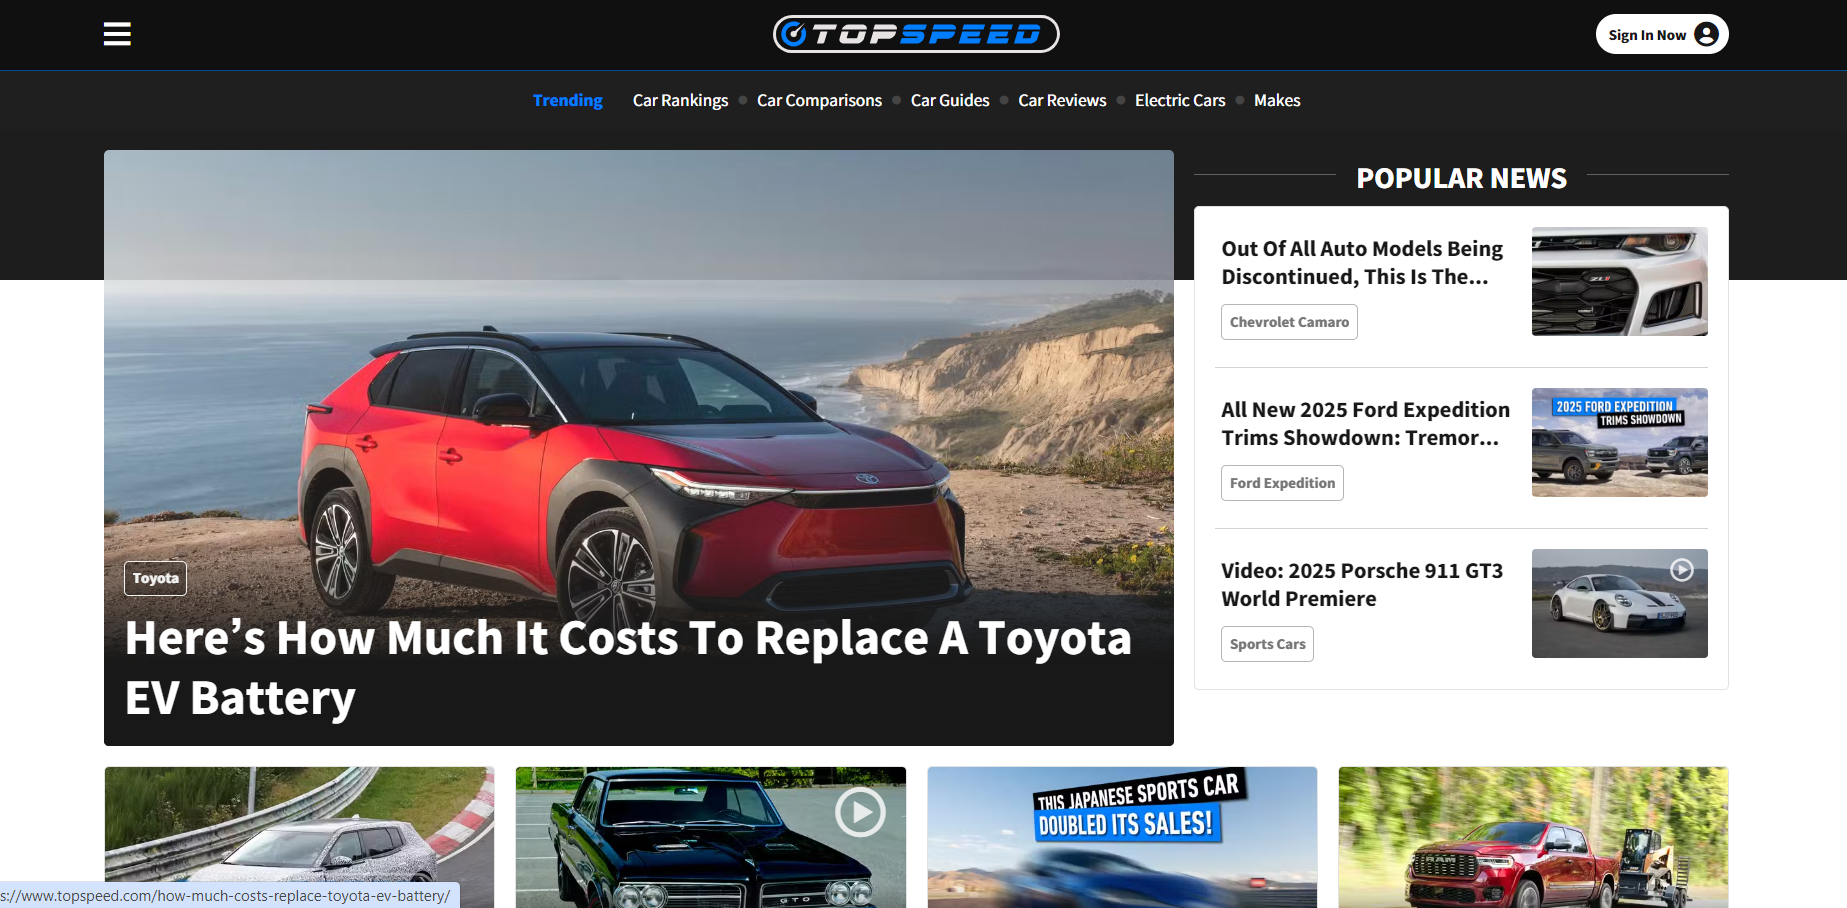 TOPSPEED
Sign In Now
Trending
Car Rankings
Car Comparisons
Car Guides
Car Reviews
Electric Cars
Makes
Toyota
Here’s How Much It Costs To Replace A Toyota
EV Battery
POPULAR NEWS
Out Of All Auto Models Being
Discontinued, This Is The...
Chevrolet Camaro
ZL1
All New 2025 Ford Expedition
Trims Showdown: Tremor...
Ford Expedition
2025 FORD EXPEDITION
TRIMS SHOWDOWN
Video: 2025 Porsche 911 GT3
World Premiere
Sports Cars
GTO
THIS JAPANESE SPORTS CAR
DOUBLED ITS SALES!
RAM
s://www.topspeed.com/how-much-costs-replace-toyota-ev-battery/